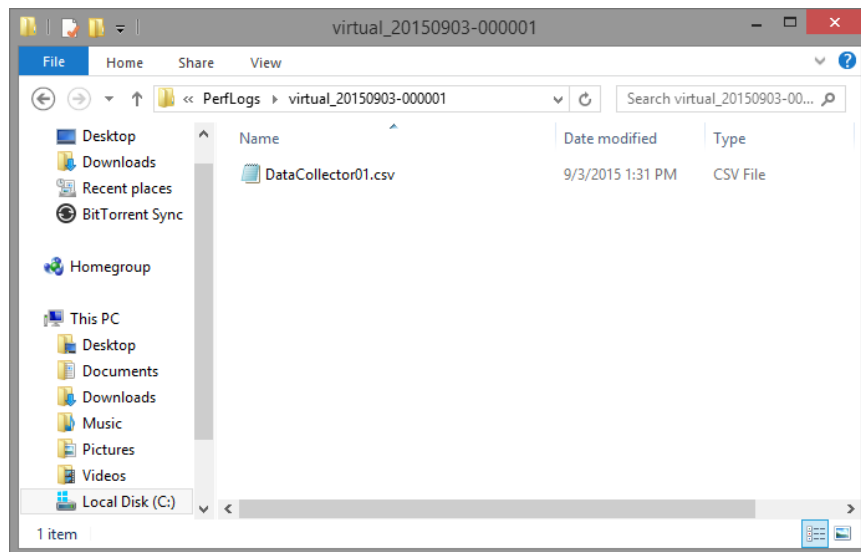 virtual_20150903-000001
File Home Share View
« PerfLogs virtual_20150903-000001 Search virtual_20150903-00...
Name Date modified Type
DataCollector01.csv 9/3/2015 1:31 PM CSV File
Desktop
Downloads
Recent places
BitTorrent Sync
Homegroup
This PC
Desktop
Documents
Downloads
Music
Pictures
Videos
Local Disk (C:)
1 item